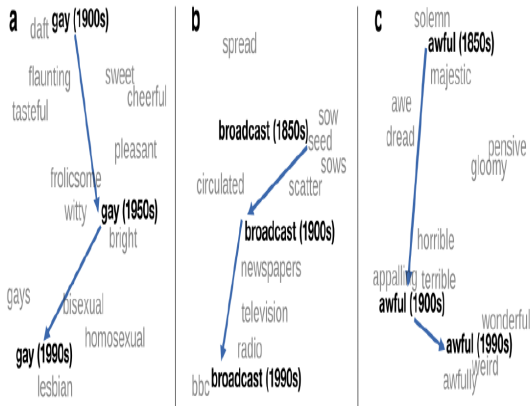 a
daft gay (1900s)
flaunting sweet
tasteful cheerful
pleasant
frolicsome
witty gay (1950s)
bright
gays bisexual
homosexual
gay (1990s)
lesbian
b
spread
sow
broadcast (1850s) seed
sows
circulated scatter
broadcast (1900s)
newspapers
television
radio
bbc broadcast (1990s)
c
solemn
awful (1850s)
majestic
awe
dread pensive
gloomy
horrible
appalling terrible
awful (1900s)
wonderful
awful (1990s)
weird
awfully